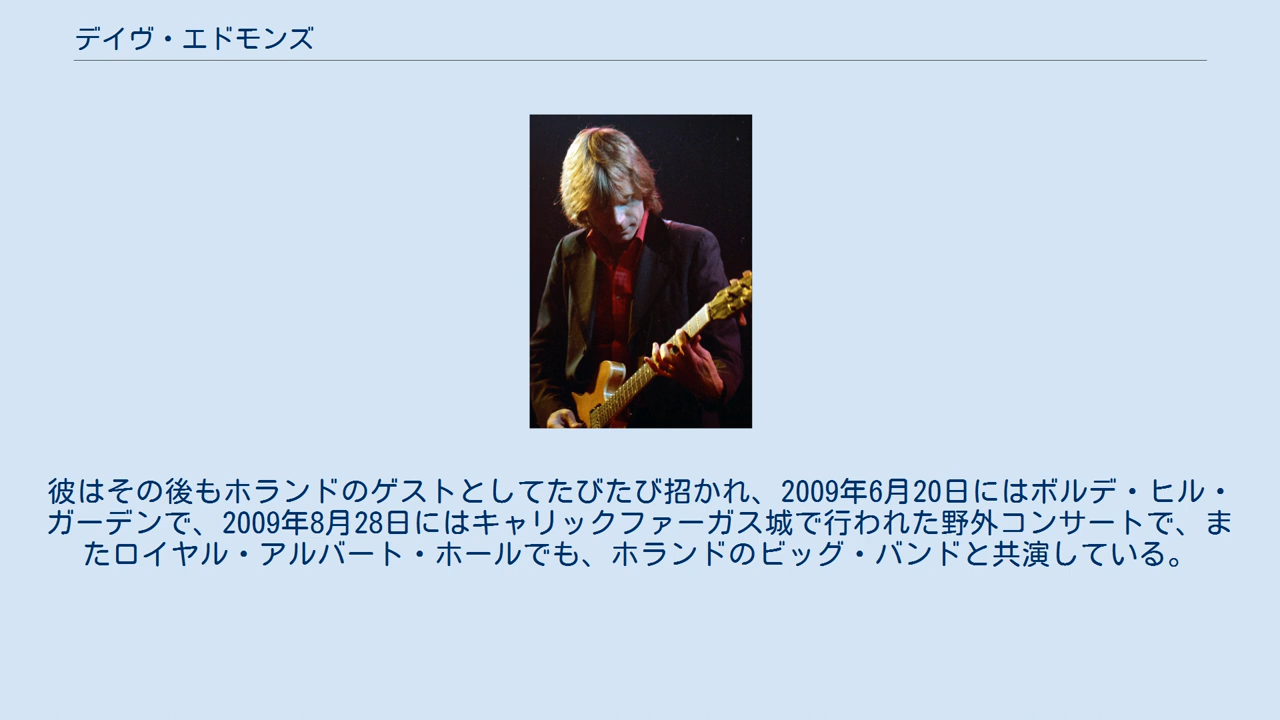 デイヴ・エドモンズ
彼はその後もホランドのゲストとしてたびたび招かれ、2009年6月20日にはボルデ・ヒル・
ガーデンで、2009年8月28日にはキャリックファーガス城で行われた野外コンサートで、ま
たロイヤル・アルバート・ホールでも、ホランドのビッグ・バンドと共演している。